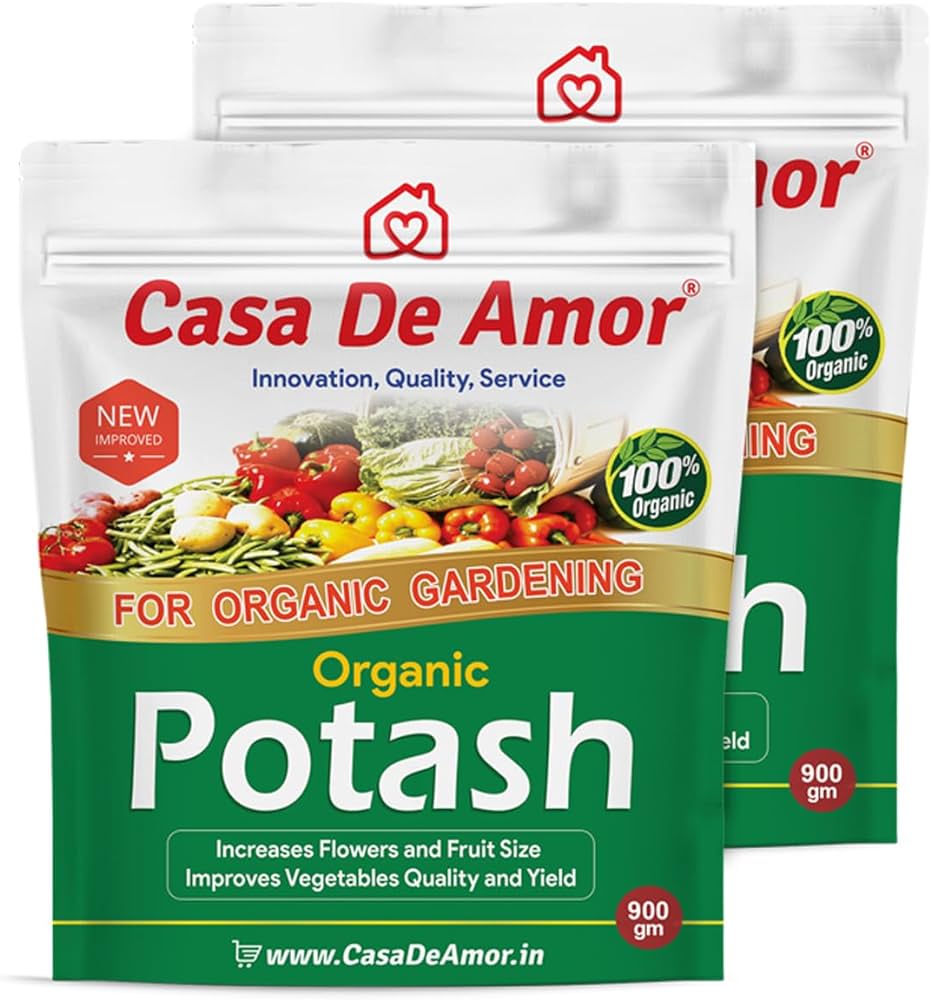 Casa De Amor®
Innovation, Quality, Service
NEW
IMPROVED
100%
Organic
FOR ORGANIC GARDENING
Organic
Potash
Increases Flowers and Fruit Size
Improves Vegetables Quality and Yield
900
gm
www.CasaDeAmor.in
mor®
100%
Organic
NING
h
eld
900
gm